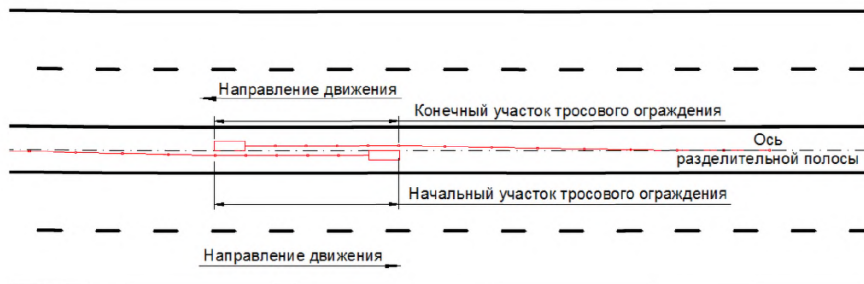 Направление движения
Конечный участок тросового ограждения
Ось
разделительной полосы
Начальный участок тросового ограждения
Направление движения